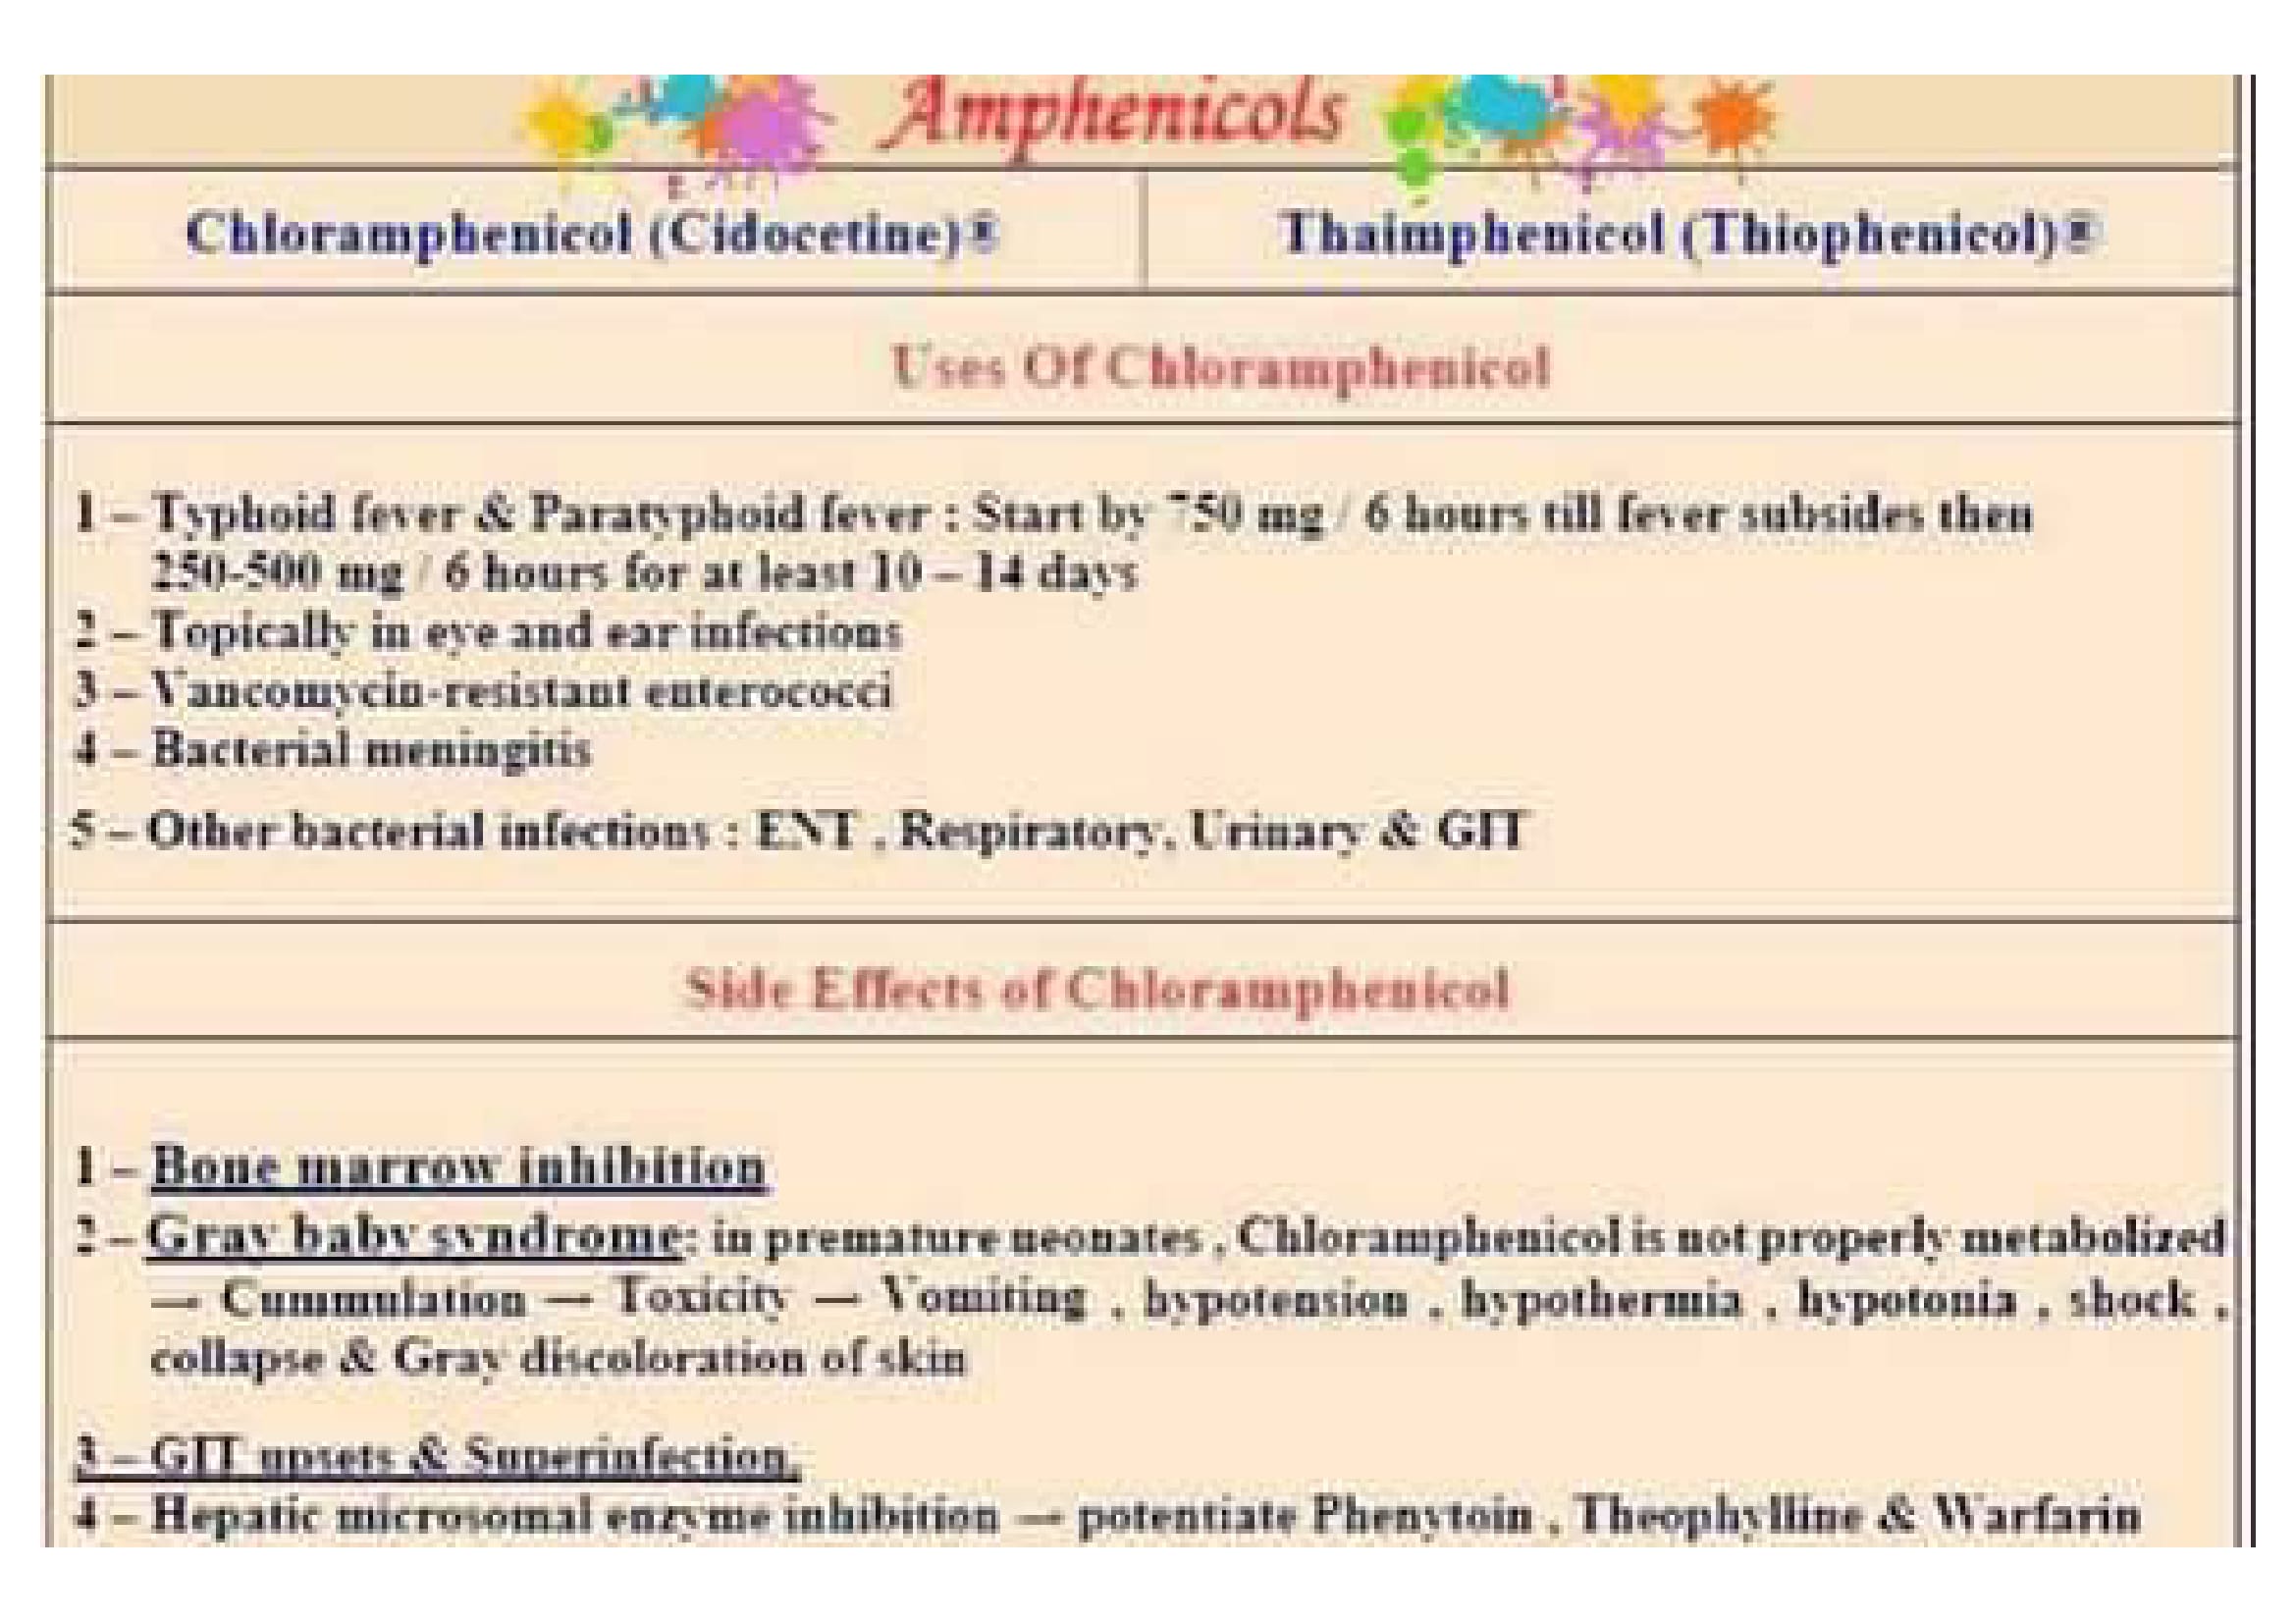 Amphenicols
Chloramphenicol (Cidocetine)®
Thaimphenicol (Thiophenicol)®
Uses Of Chloramphenicol
1 – Typhoid fever & Paratyphoid fever : Start by 750 mg / 6 hours till fever subsides then
250-500 mg / 6 hours for at least 10 – 14 days
2 – Topically in eye and ear infections
3 – Vancomycin-resistant enterococci
4 – Bacterial meningitis
5 – Other bacterial infections : ENT , Respiratory, Urinary & GIT
Side Effects of Chloramphenicol
1 – Bone marrow inhibition
2 – Gray baby syndrome: in premature neonates , Chloramphenicol is not properly metabolized
→ Cummulation → Toxicity → Vomiting , hypotension , hypothermia , hypotonia , shock ,
collapse & Gray discoloration of skin
3 – GIT upsets & Superinfection.
4 – Hepatic microsomal enzyme inhibition → potentiate Phenytoin , Theophylline & Warfarin